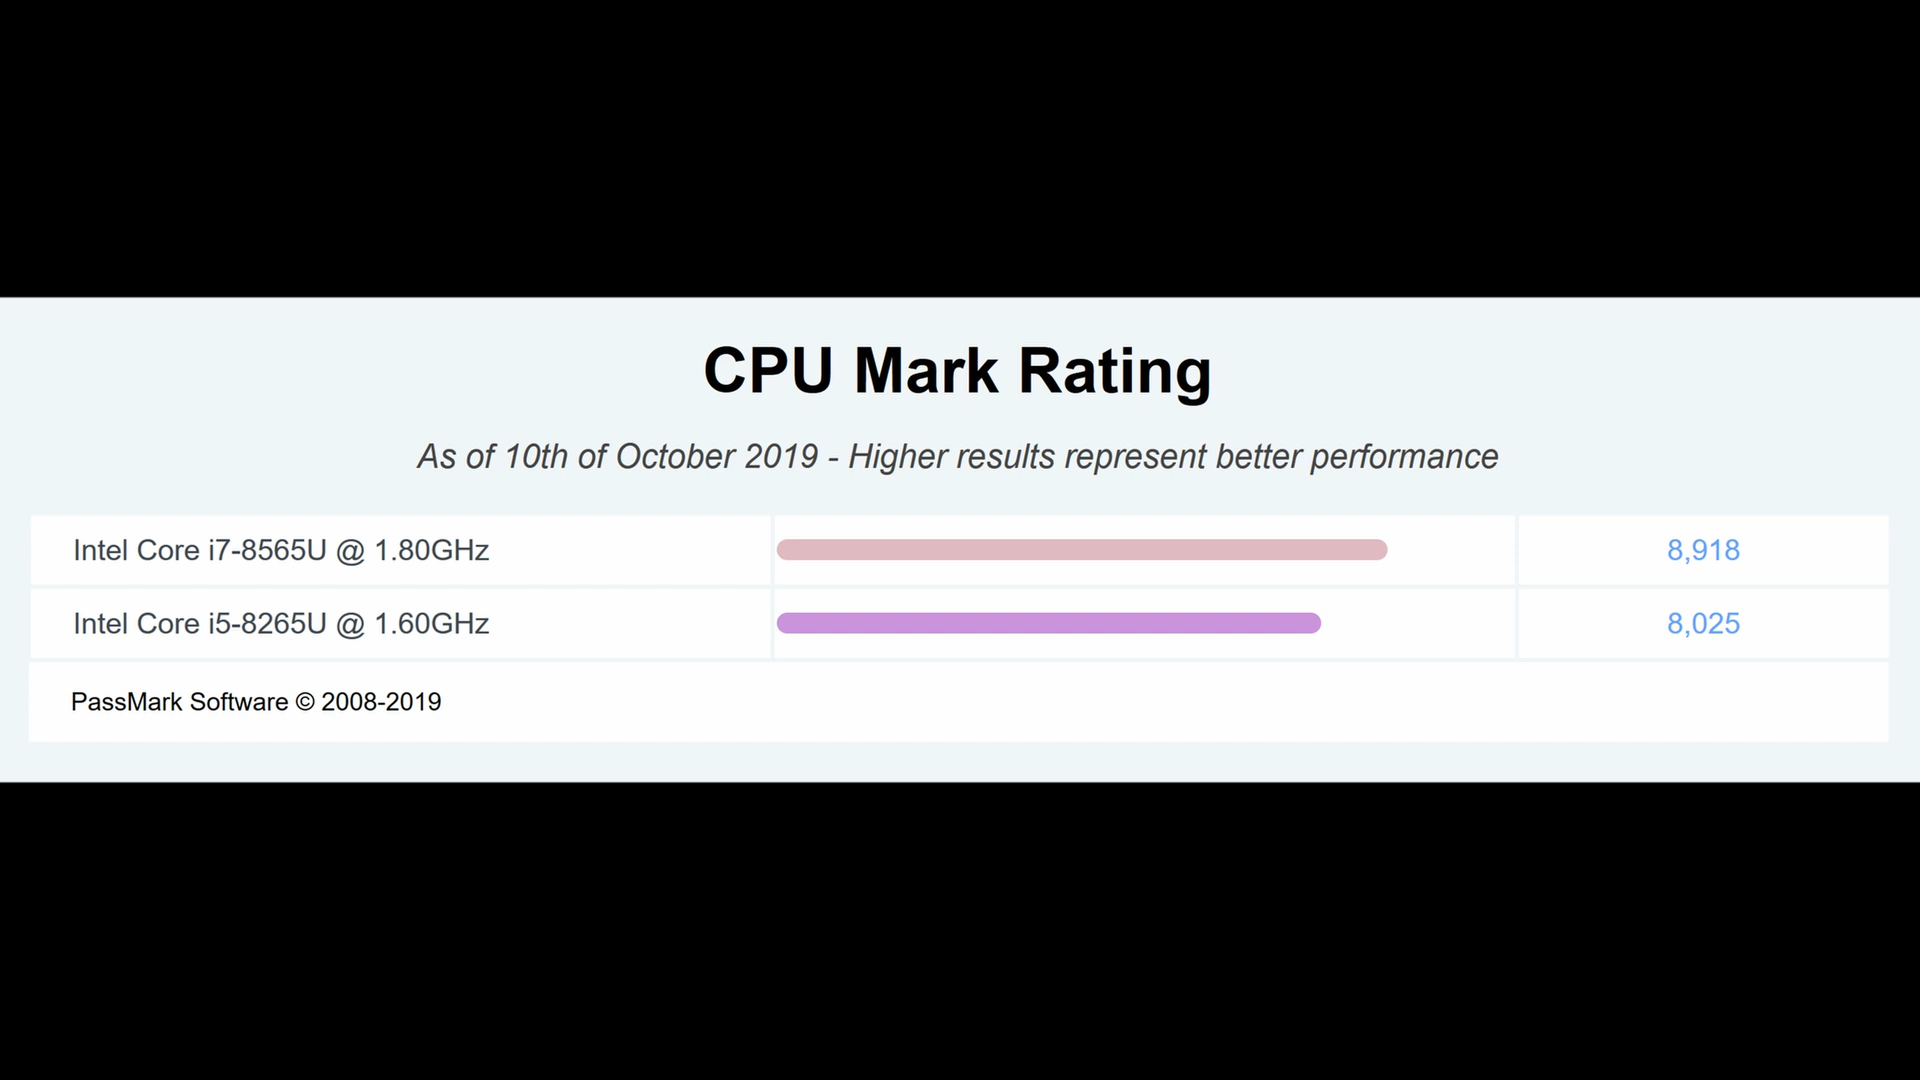 CPU Mark Rating
As of 10th of October 2019 - Higher results represent better performance
Intel Core i7-8565U @ 1.80GHz 8,918
Intel Core i5-8265U @ 1.60GHz 8,025
PassMark Software © 2008-2019